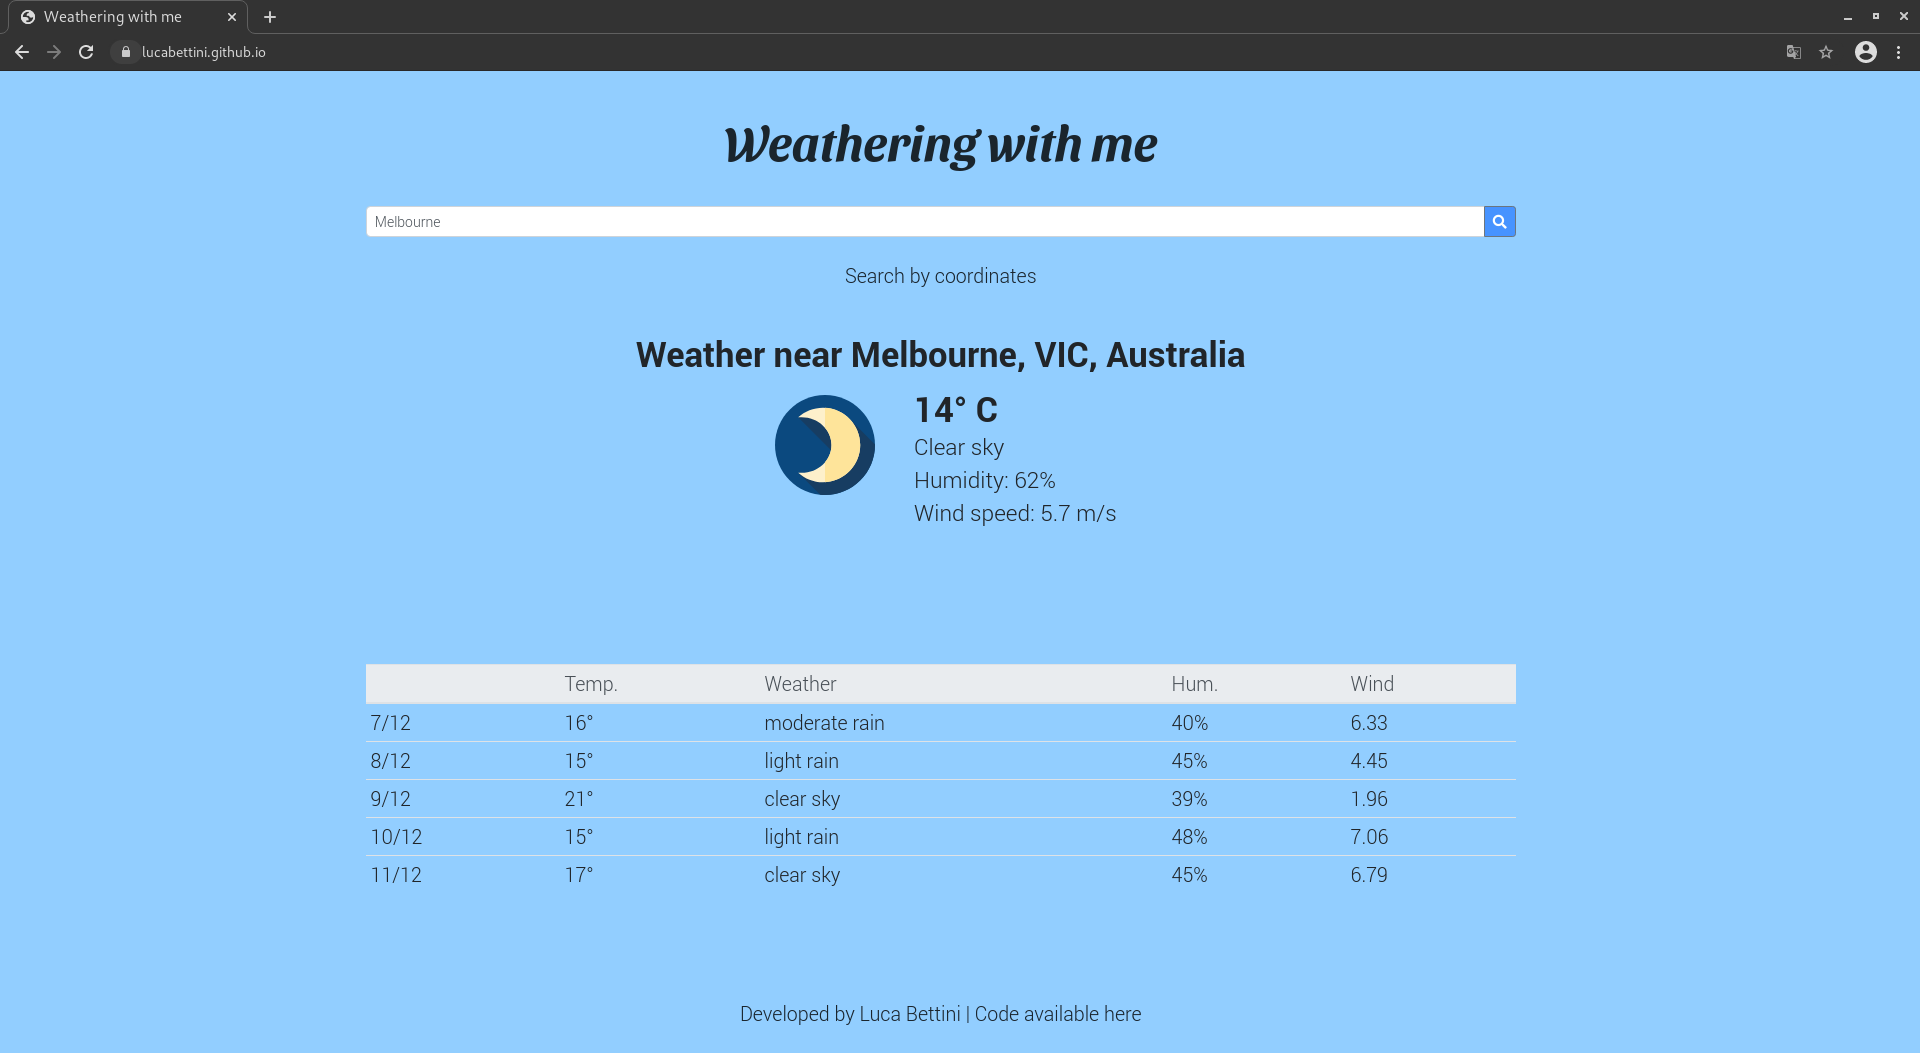 Weathering with me
lucabettini.github.io
Weathering with me
Melbourne
Search by coordinates
Weather near Melbourne, VIC, Australia
14° C
Clear sky
Humidity: 62%
Wind speed: 5.7 m/s
Temp. Weather Hum. Wind
7/12 16° moderate rain 40% 6.33
8/12 15° light rain 45% 4.45
9/12 21° clear sky 39% 1.96
10/12 15° light rain 48% 7.06
11/12 17° clear sky 45% 6.79
Developed by Luca Bettini | Code available here